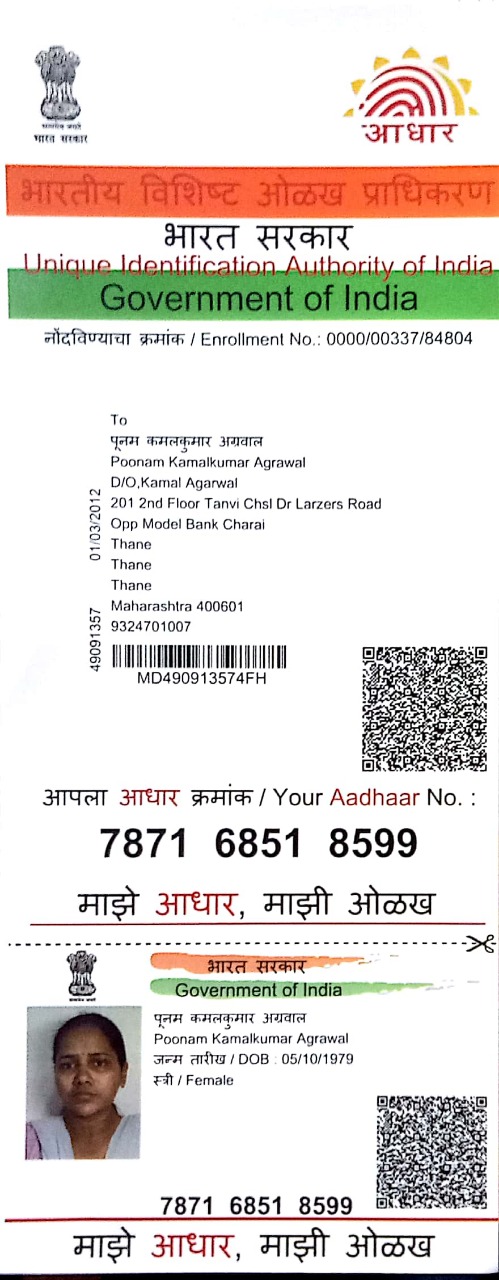 भारत सरकार
आधार
भारतीय विशिष्ट ओळख प्राधिकरण
भारत सरकार
Unique Identification Authority of India
Government of India
नोंदविण्याचा क्रमांक / Enrollment No.: 0000/00337/84804
To
पूनम कमलकुमार अग्रवाल
Poonam Kamalkumar Agrawal
D/O,Kamal Agarwal
201 2nd Floor Tanvi Chsl Dr Larzers Road
Opp Model Bank Charai
Thane
Thane
Thane
Maharashtra 400601
9324701007
01/03/2012
49091357
MD490913574FH
आपला आधार क्रमांक / Your Aadhaar No. :
7871 6851 8599
माझे आधार, माझी ओळख
भारत सरकार
Government of India
पूनम कमलकुमार अग्रवाल
Poonam Kamalkumar Agrawal
जन्म तारीख / DOB : 05/10/1979
स्त्री / Female
7871 6851 8599
माझे आधार, माझी ओळख